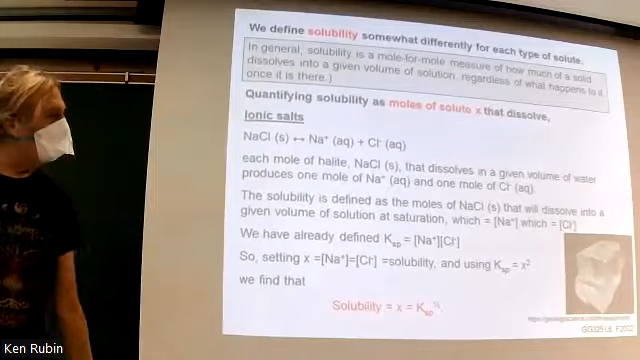 We define solubility somewhat differently for each type of solute.
In general, solubility is a mole-for-mole measure of how much of a solid
dissolves into a given volume of solution, regardless of what happens to it
once it is there.)
Quantifying solubility as moles of solute x that dissolve,
Ionic salts
NaCl (s) ↔ Na⁺ (aq) + Cl⁻ (aq)
each mole of halite, NaCl (s), that dissolves in a given volume of water
produces one mole of Na⁺ (aq) and one mole of Cl⁻ (aq).
The solubility is defined as the moles of NaCl (s) that will dissolve into a
given volume of solution at saturation, which = [Na⁺] which = [Cl⁻]
We have already defined Ksp = [Na⁺][Cl⁻]
So, setting x =[Na⁺]=[Cl⁻] =solubility, and using Ksp = x²
we find that
Solubility = x = Ksp^½
GG325 L6, F2022
Ken Rubin